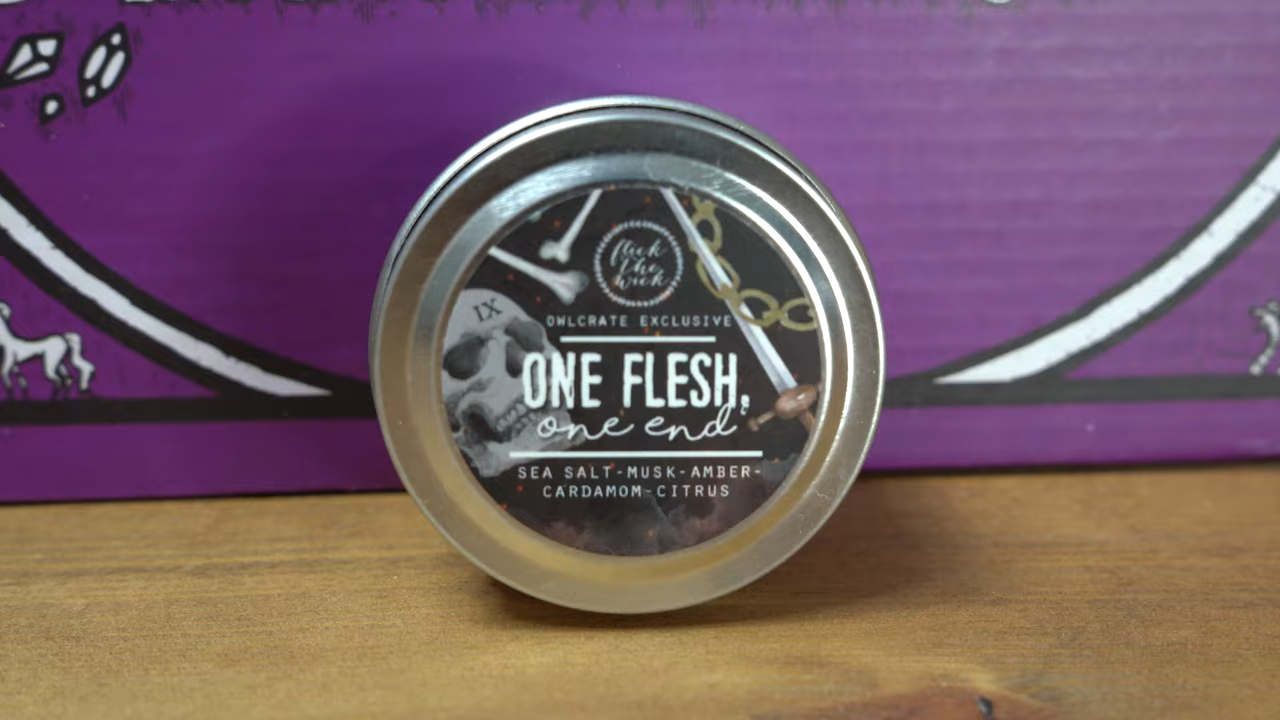 flick
the
wick
IX
OWLCRATE EXCLUSIVE
ONE FLESH,
one end
SEA SALT-MUSK-AMBER-
CARDAMOM-CITRUS